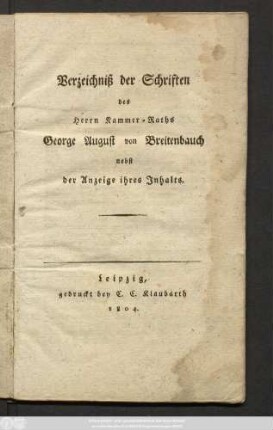 Verzeichniß der Schriften
des
Herrn Kammer-Raths
George August von Breitenbauch
nebst
der Anzeige ihres Inhalts.
Leipzig,
gedruckt bey C. C. Klaubarth
1804.